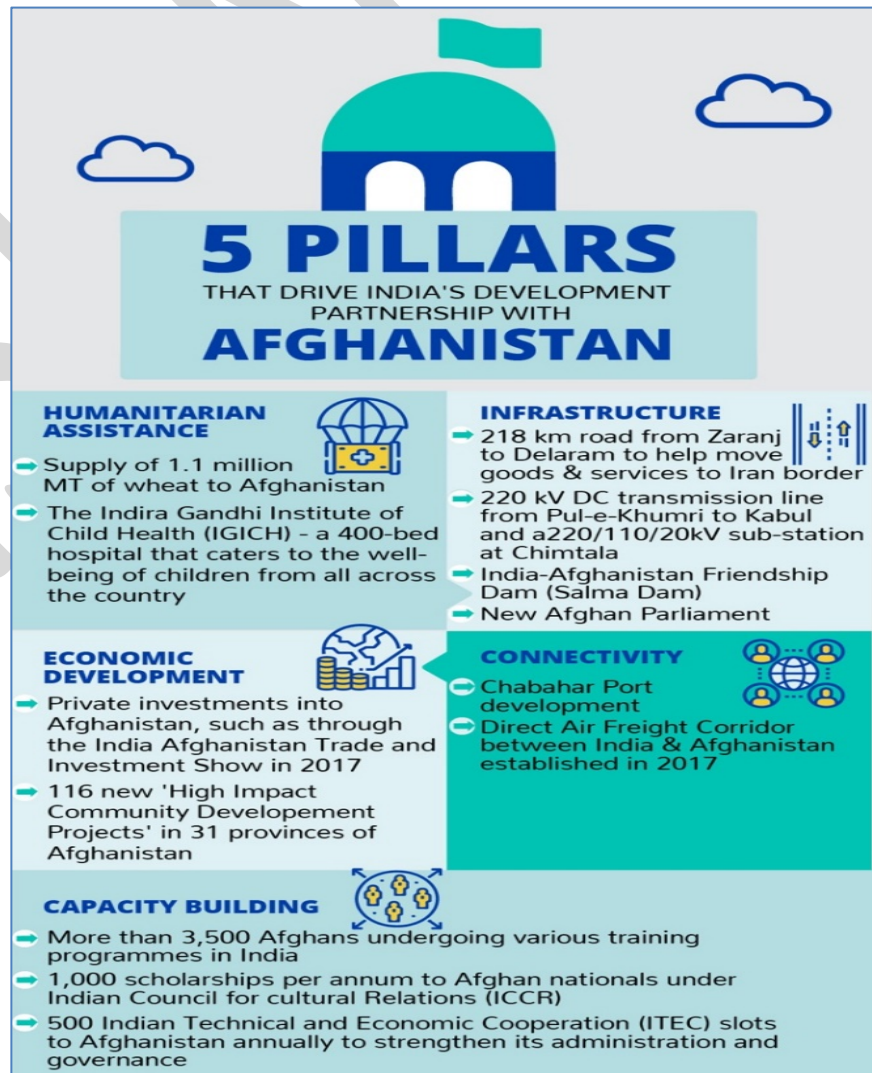 5 PILLARS
THAT DRIVE INDIA'S DEVELOPMENT
PARTNERSHIP WITH
AFGHANISTAN
HUMANITARIAN
ASSISTANCE
Supply of 1.1 million
MT of wheat to Afghanistan
The Indira Gandhi Institute of
Child Health (IGICH) - a 400-bed
hospital that caters to the well-
being of children from all across
the country
INFRASTRUCTURE
218 km road from Zaranj
to Delaram to help move
goods & services to Iran border
220 kV DC transmission line
from Pul-e-Khumri to Kabul
and a220/110/20kV sub-station
at Chimtala
India-Afghanistan Friendship
Dam (Salma Dam)
New Afghan Parliament
ECONOMIC
DEVELOPMENT
Private investments into
Afghanistan, such as through
the India Afghanistan Trade and
Investment Show in 2017
116 new 'High Impact
Community Developement
Projects' in 31 provinces of
Afghanistan
CONNECTIVITY
Chabahar Port
development
Direct Air Freight Corridor
between India & Afghanistan
established in 2017
CAPACITY BUILDING
More than 3,500 Afghans undergoing various training
programmes in India
1,000 scholarships per annum to Afghan nationals under
Indian Council for cultural Relations (ICCR)
500 Indian Technical and Economic Cooperation (ITEC) slots
to Afghanistan annually to strengthen its administration and
governance